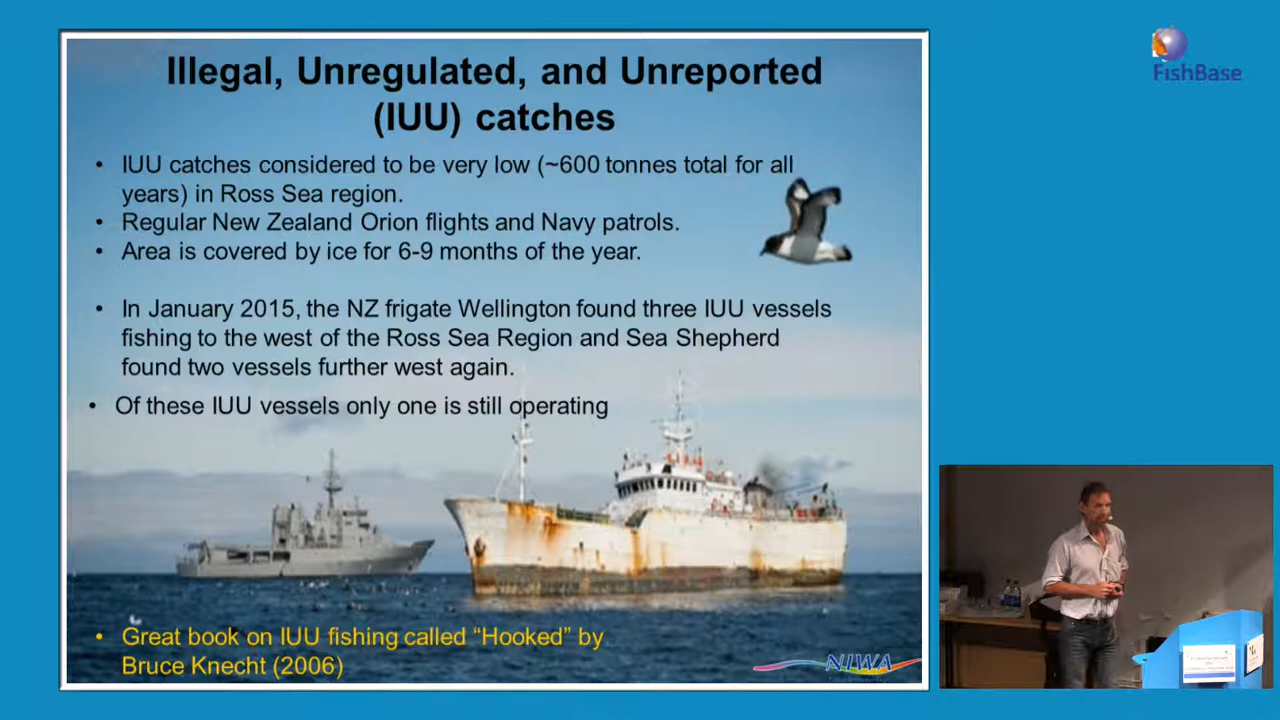 Illegal, Unregulated, and Unreported
(IUU) catches
• IUU catches considered to be very low (~600 tonnes total for all
years) in Ross Sea region.
• Regular New Zealand Orion flights and Navy patrols.
• Area is covered by ice for 6-9 months of the year.
• In January 2015, the NZ frigate Wellington found three IUU vessels
fishing to the west of the Ross Sea Region and Sea Shepherd
found two vessels further west again.
• Of these IUU vessels only one is still operating
• Great book on IUU fishing called “Hooked” by
Bruce Knecht (2006)
NIWA
FishBase